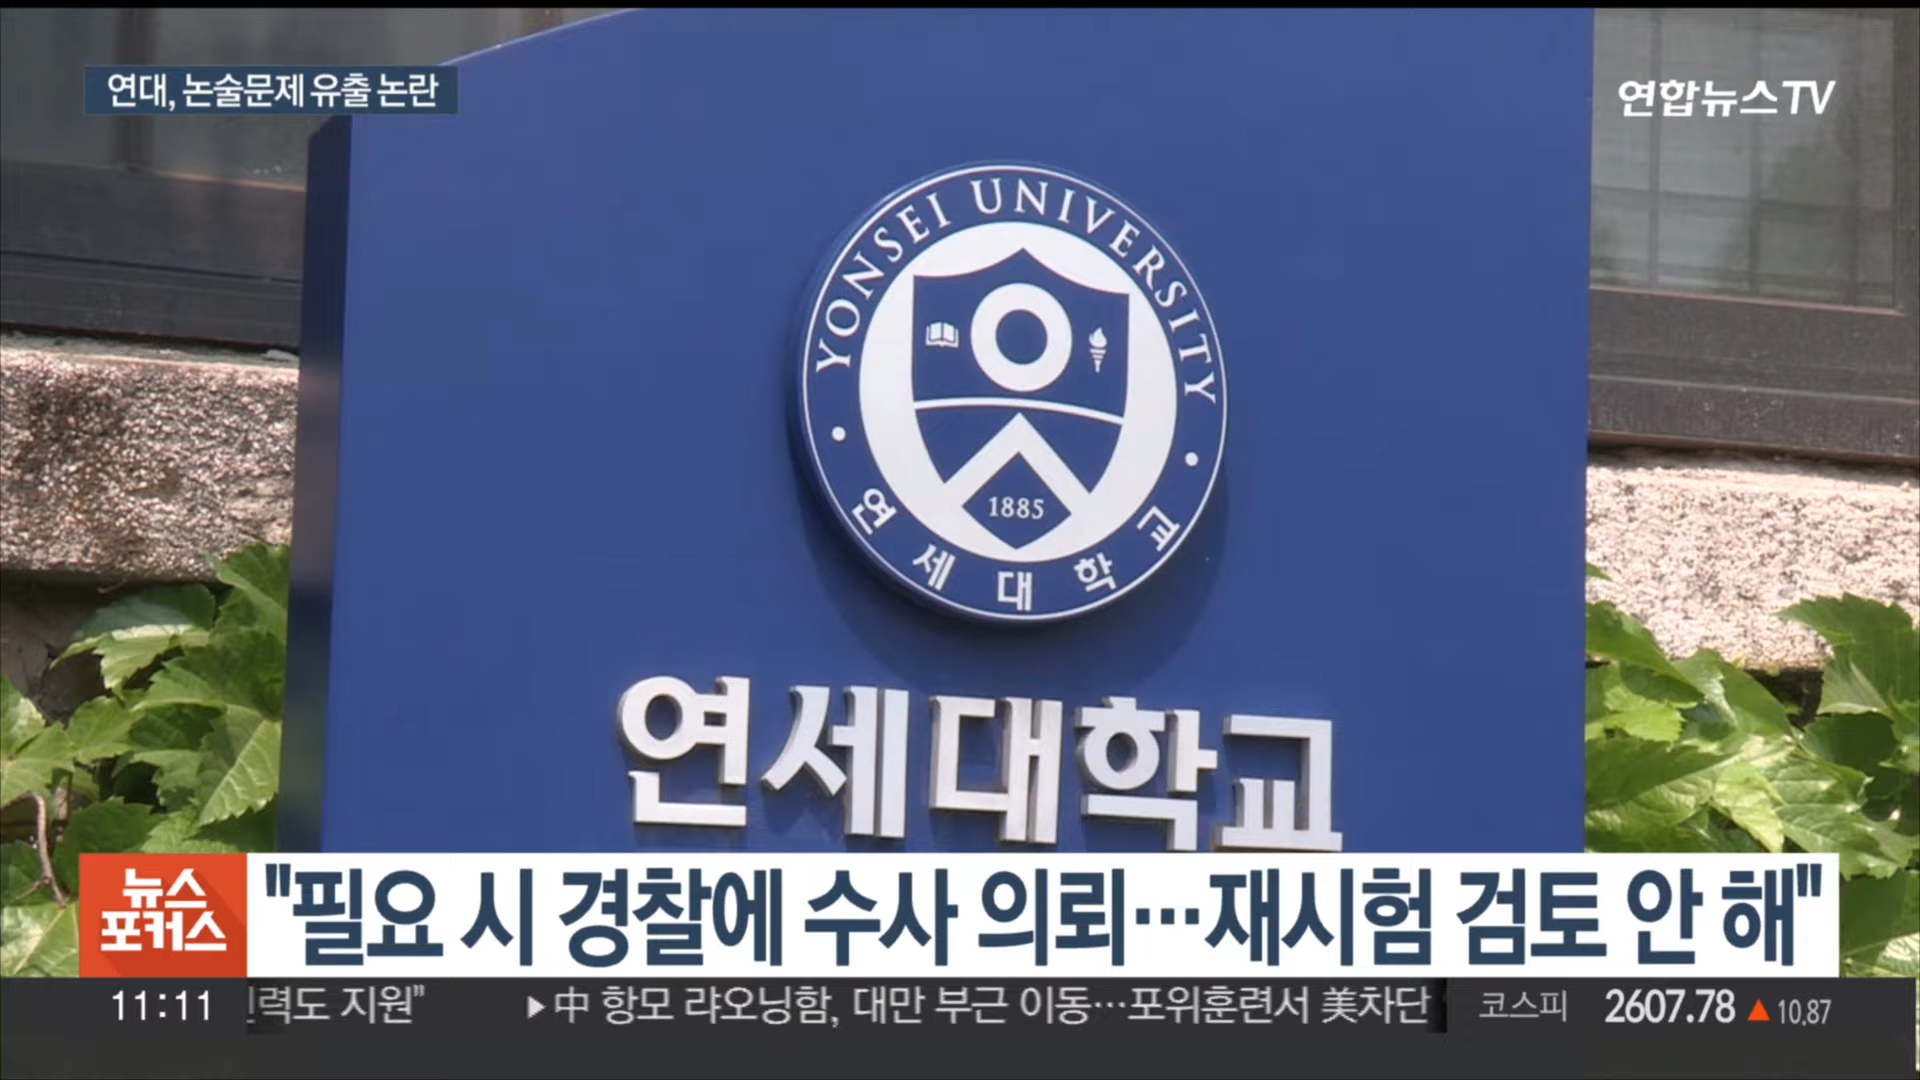 연대, 논술문제 유출 논란
연합뉴스TV
YONSEI UNIVERSITY
1885
연세대학교
연세대학교
뉴스
포커스
"필요 시 경찰에 수사 의뢰…재시험 검토 안 해"
11:11 력도 지원" ▶中 항모 랴오닝함, 대만 부근 이동…포위훈련서 美차단 코스피 2607.78 ▲10.87